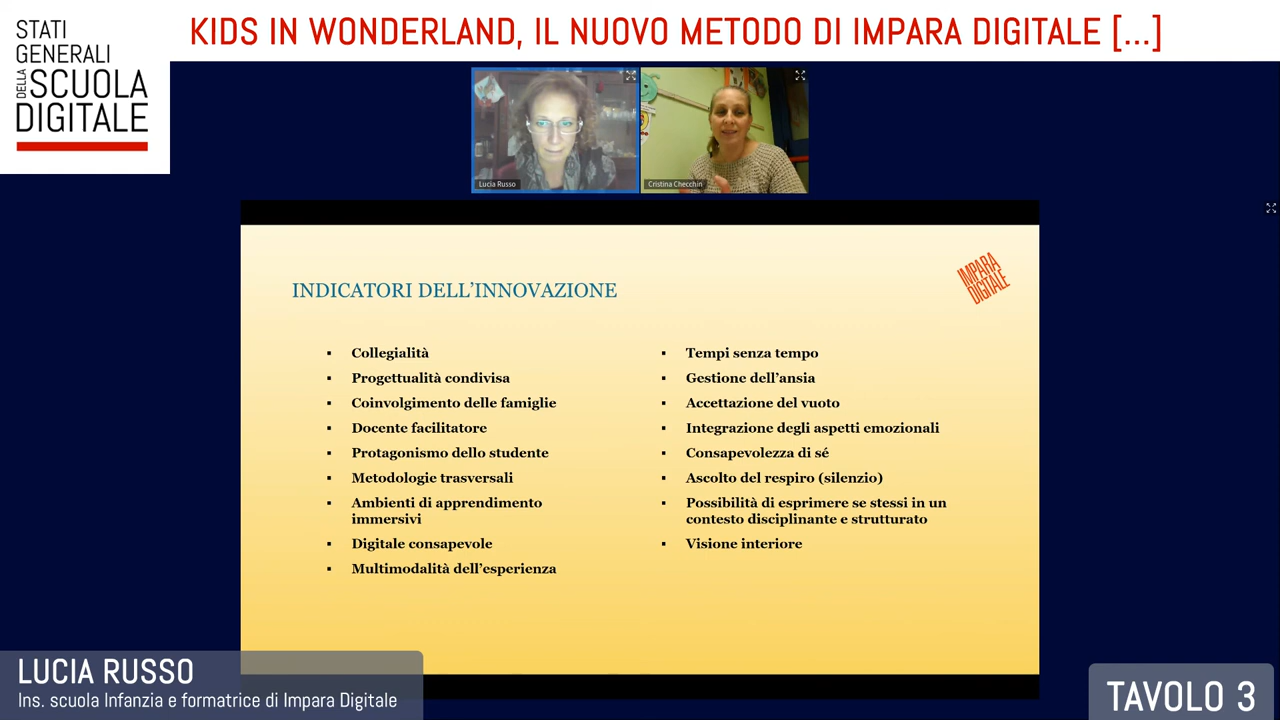 STATI
GENERALI
DELLA SCUOLA
DIGITALE
KIDS IN WONDERLAND, IL NUOVO METODO DI IMPARA DIGITALE [...]
Lucia Russo
Cristina Checchin
IMPARA
DIGITALE
INDICATORI DELL'INNOVAZIONE
▪ Collegialità
▪ Progettualità condivisa
▪ Coinvolgimento delle famiglie
▪ Docente facilitatore
▪ Protagonismo dello studente
▪ Metodologie trasversali
▪ Ambienti di apprendimento
immersivi
▪ Digitale consapevole
▪ Multimodalità dell'esperienza
▪ Tempi senza tempo
▪ Gestione dell'ansia
▪ Accettazione del vuoto
▪ Integrazione degli aspetti emozionali
▪ Consapevolezza di sé
▪ Ascolto del respiro (silenzio)
▪ Possibilità di esprimere se stessi in un
contesto disciplinante e strutturato
▪ Visione interiore
LUCIA RUSSO
Ins. scuola Infanzia e formatrice di Impara Digitale
TAVOLO 3